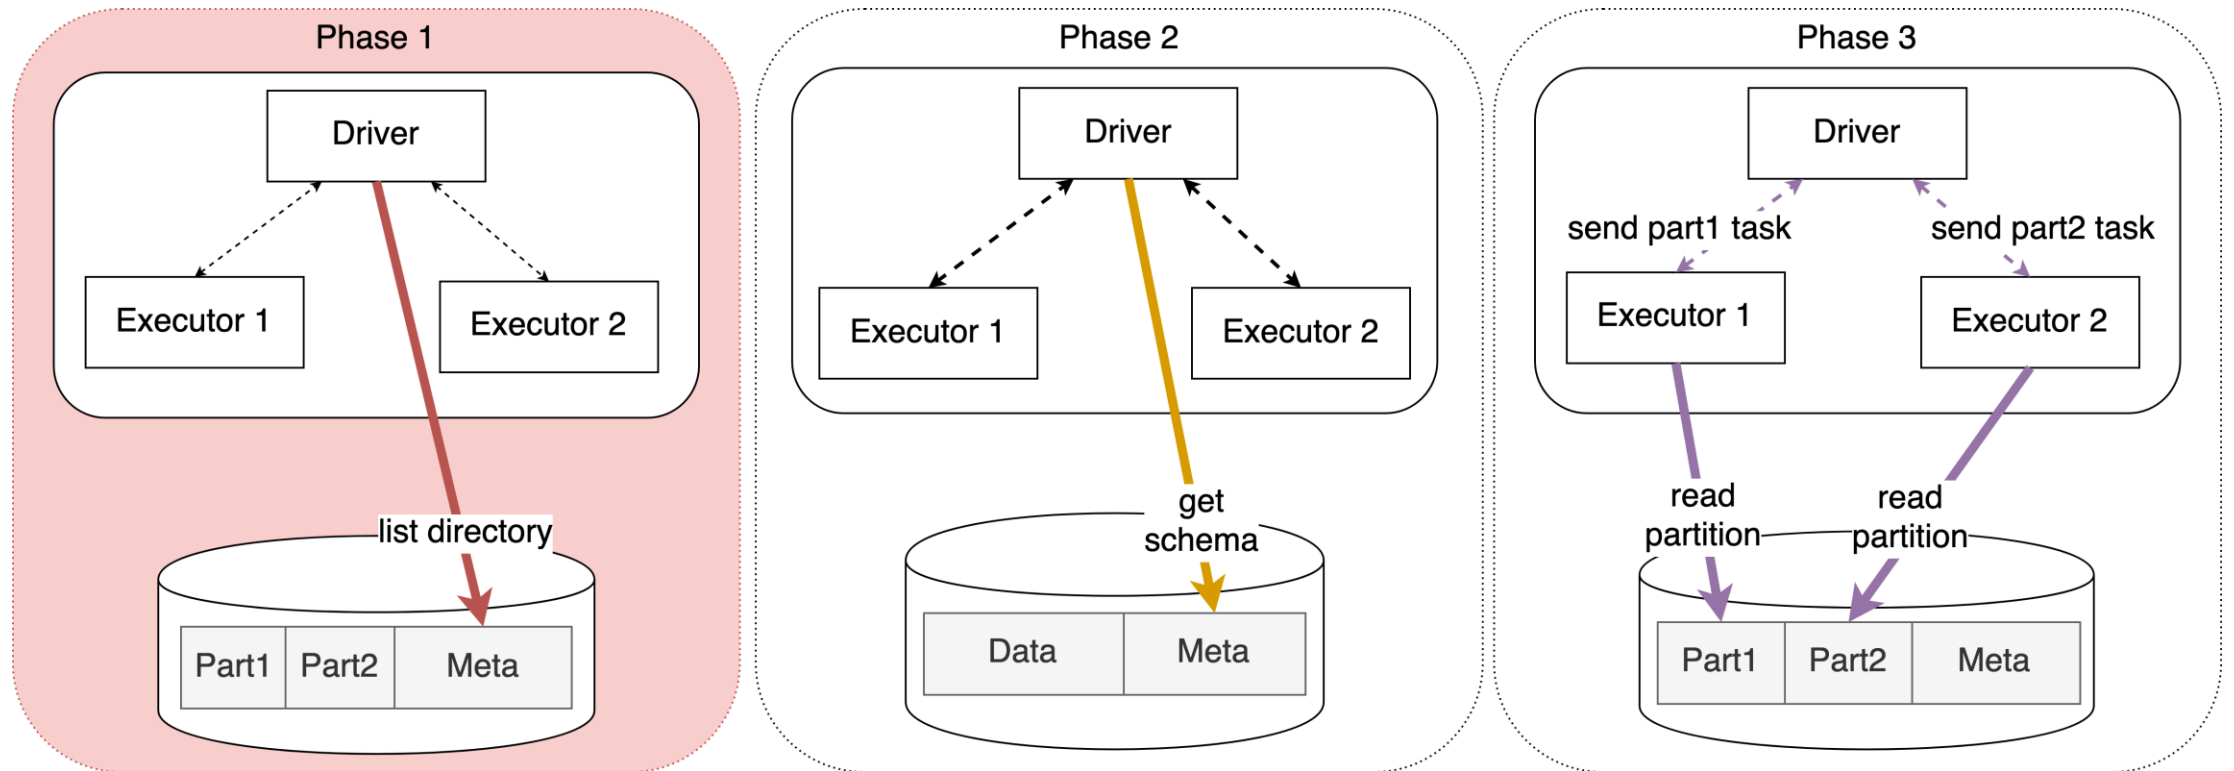 Phase 1
Driver
Executor 1
Executor 2
list directory
Part1
Part2
Meta
Phase 2
Driver
Executor 1
Executor 2
get
schema
Data
Meta
Phase 3
Driver
send part1 task
send part2 task
Executor 1
Executor 2
read
partition
read
partition
Part1
Part2
Meta